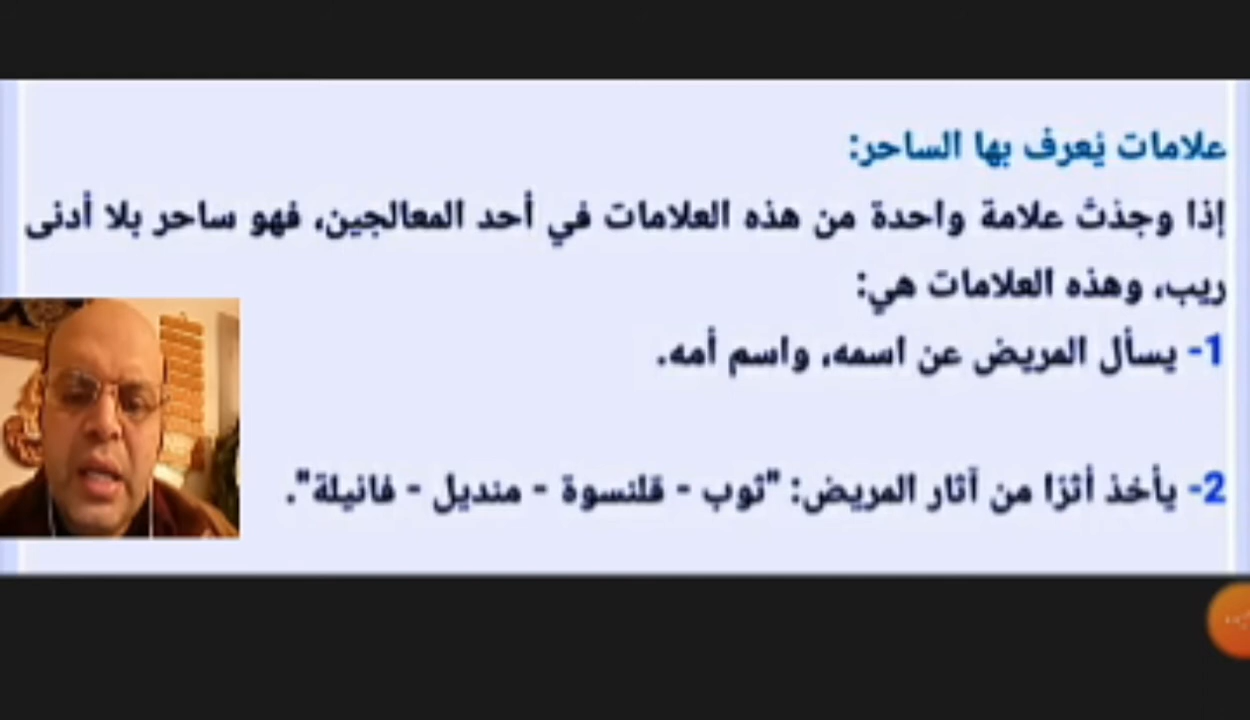 علامات يُعرف بها الساحر:
إذا وجدتَ علامة واحدة من هذه العلامات في أحد المعالجين، فهو ساحر بلا أدنى
ريب، وهذه العلامات هي:
1- يسأل المريض عن اسمه، واسم أمه.
2- يأخذ أثرًا من آثار المريض: "ثوب - قلنسوة - منديل - فانيلة".